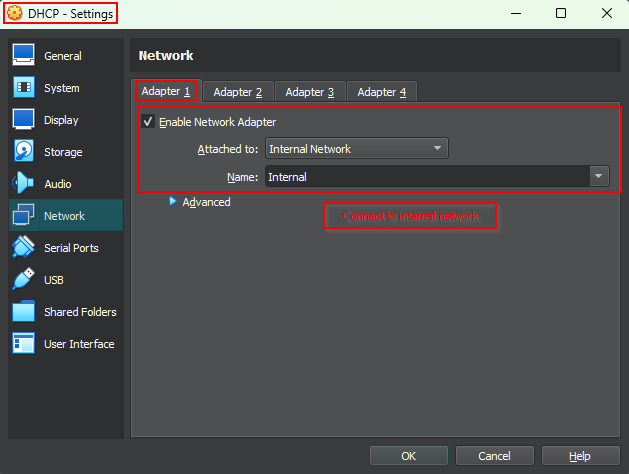 DHCP - Settings
General
System
Display
Storage
Audio
Network
Serial Ports
USB
Shared Folders
User Interface
Network
Adapter 1
Adapter 2
Adapter 3
Adapter 4
Enable Network Adapter
Attached to: Internal Network
Name: Internal
Advanced
Connect to internal network
OK
Cancel
Help